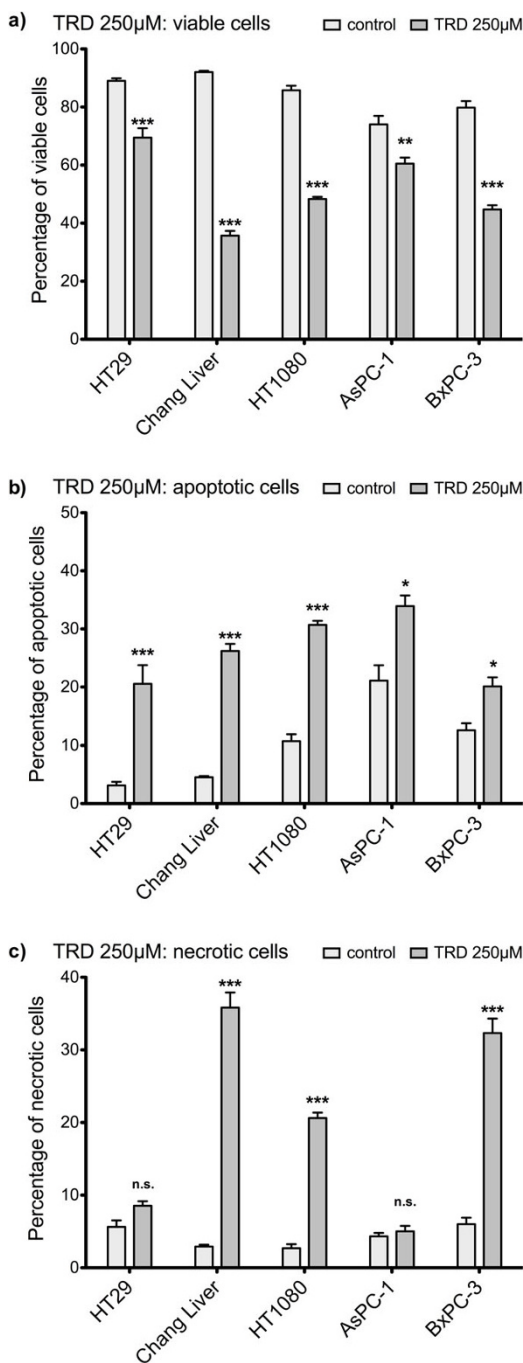 a) TRD 250µM: viable cells control TRD 250µM
Percentage of viable cells
100
80
60
40
20
0
*** *** *** ** ***
HT29 Chang Liver HT1080 AsPC-1 BxPC-3
b) TRD 250µM: apoptotic cells control TRD 250µM
Percentage of apoptotic cells
50
40
30
20
10
0
*** *** *** * *
HT29 Chang Liver HT1080 AsPC-1 BxPC-3
c) TRD 250µM: necrotic cells control TRD 250µM
Percentage of necrotic cells
40
30
20
10
0
n.s. *** *** n.s. ***
HT29 Chang Liver HT1080 AsPC-1 BxPC-3